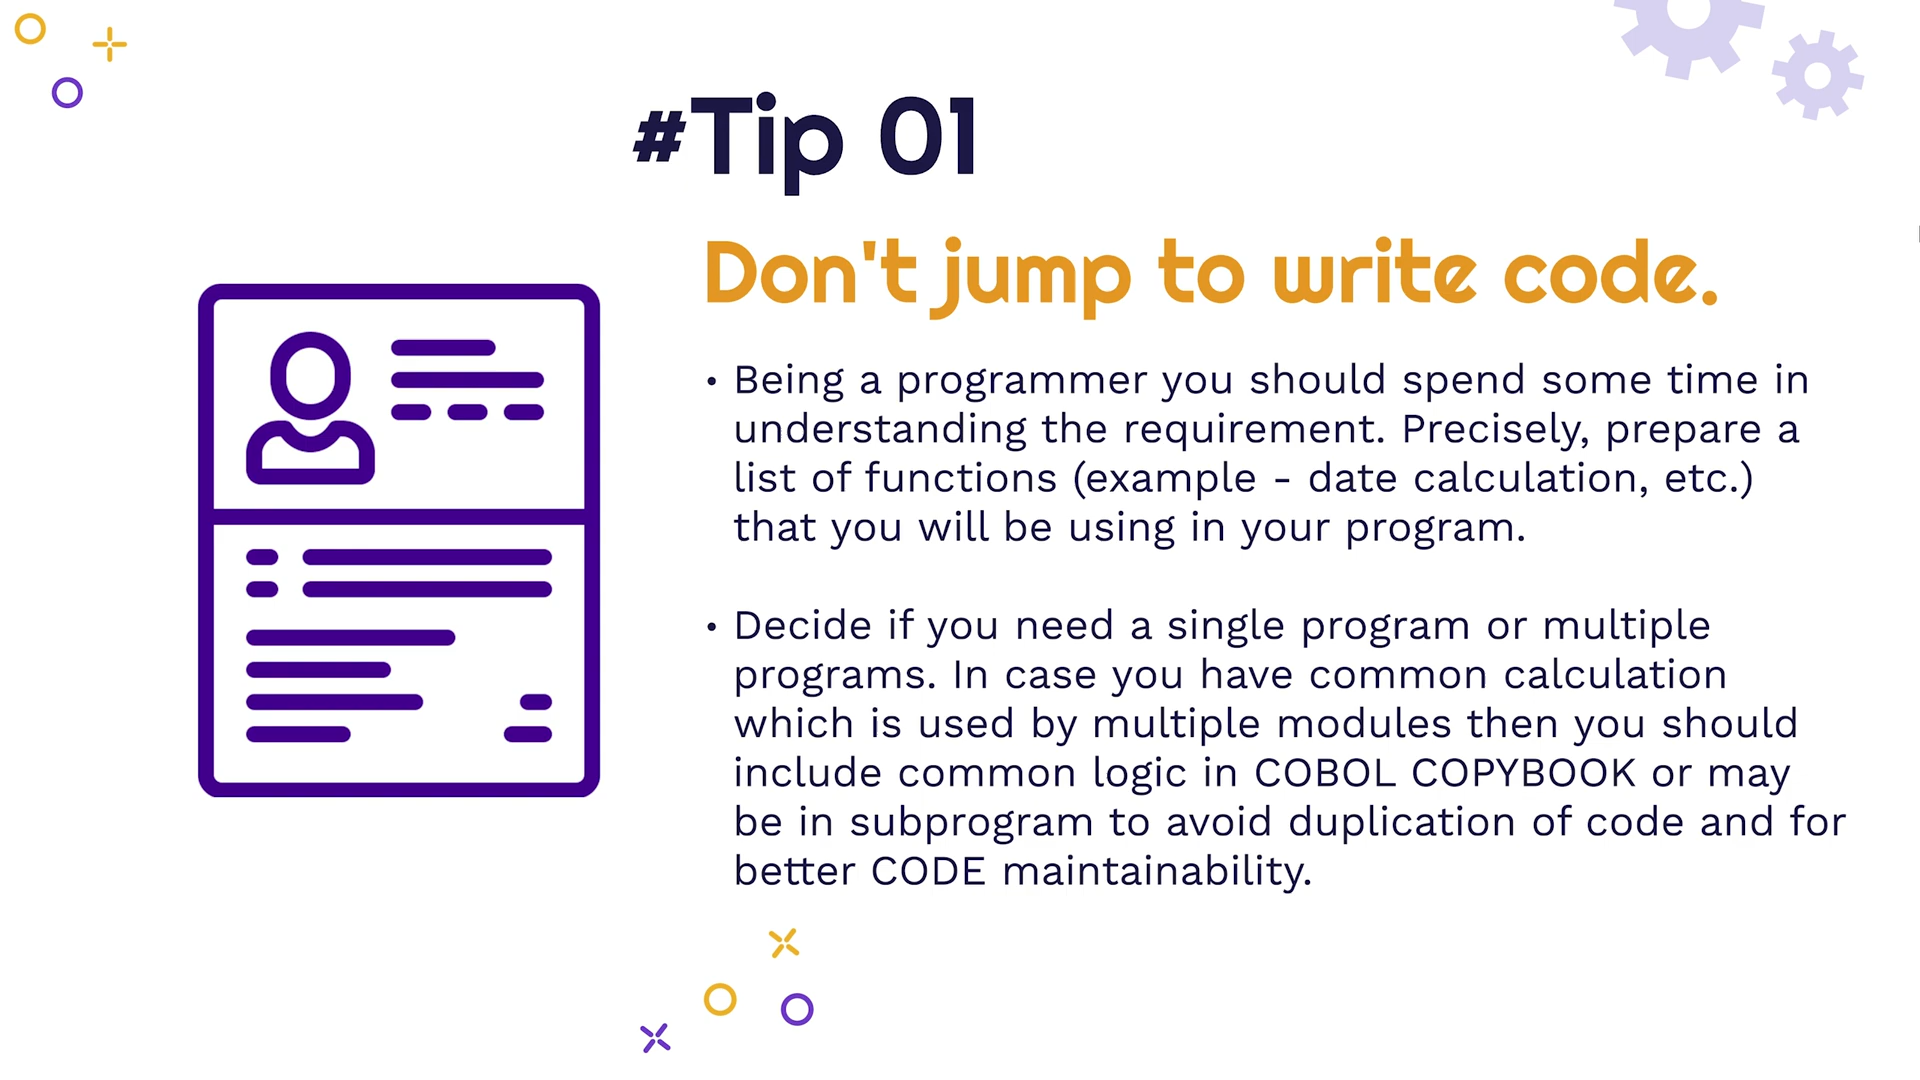 #Tip 01
Don't jump to write code.
• Being a programmer you should spend some time in
understanding the requirement. Precisely, prepare a
list of functions (example - date calculation, etc.)
that you will be using in your program.
• Decide if you need a single program or multiple
programs. In case you have common calculation
which is used by multiple modules then you should
include common logic in COBOL COPYBOOK or may
be in subprogram to avoid duplication of code and for
better CODE maintainability.